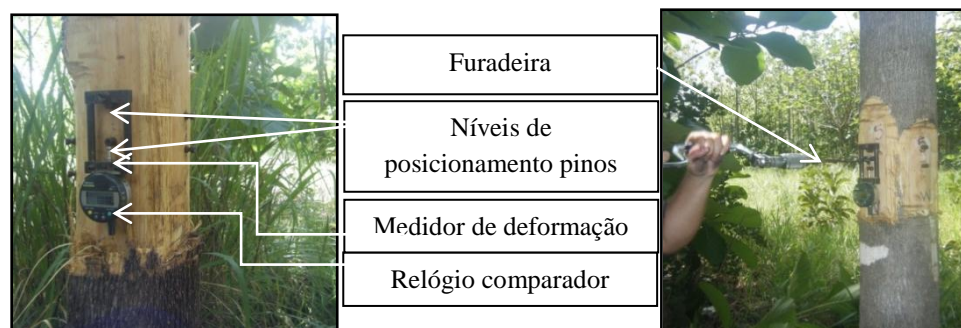 Furadeira
Níveis de
posicionamento pinos
Medidor de deformação
Relógio comparador